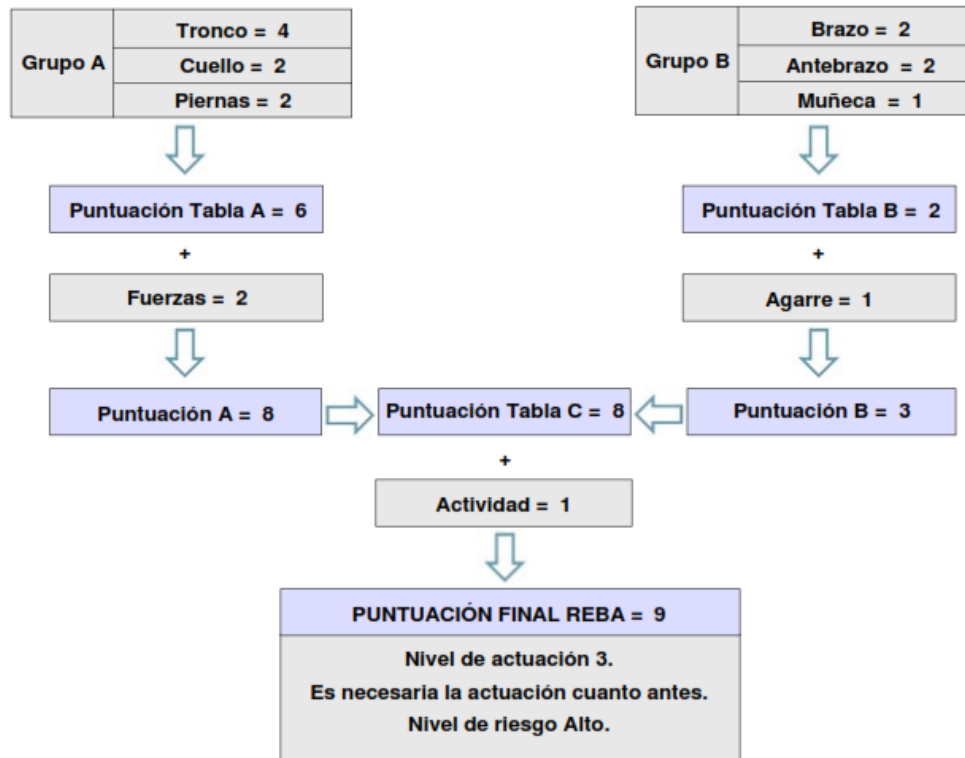 Grupo A
Tronco = 4
Cuello = 2
Piernas = 2
Grupo B
Brazo = 2
Antebrazo = 2
Muñeca = 1
Puntuación Tabla A = 6
Puntuación Tabla B = 2
+
+
Fuerzas = 2
Agarre = 1
Puntuación A = 8
Puntuación Tabla C = 8
Puntuación B = 3
+
Actividad = 1
PUNTUACIÓN FINAL REBA = 9
Nivel de actuación 3.
Es necesaria la actuación cuanto antes.
Nivel de riesgo Alto.